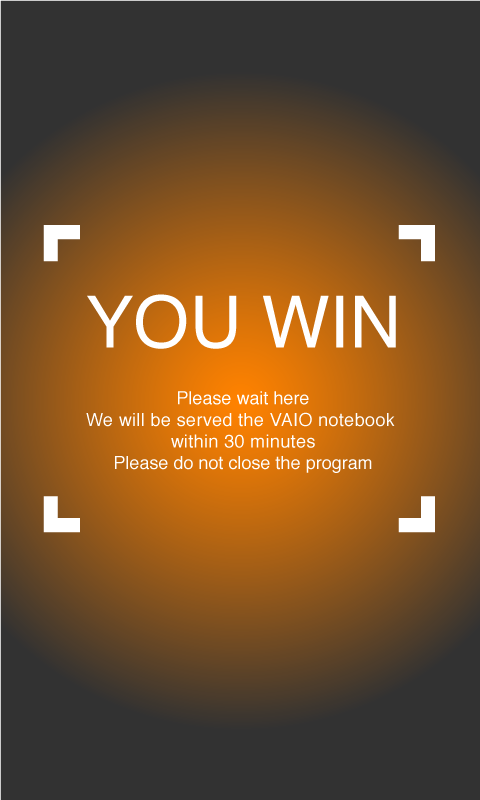 YOU WIN
Please wait here
We will be served the VAIO notebook
within 30 minutes
Please do not close the program